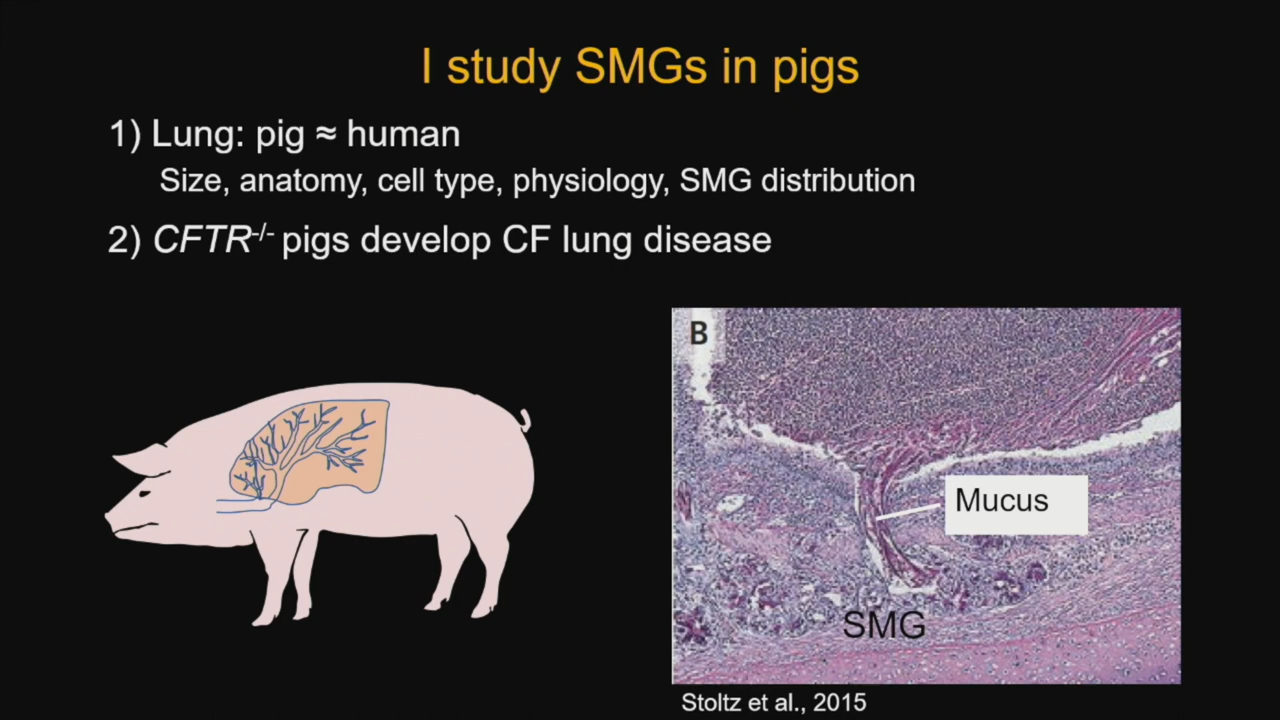 I study SMGs in pigs
1) Lung: pig ≈ human
Size, anatomy, cell type, physiology, SMG distribution
2) CFTR-/- pigs develop CF lung disease
B
Mucus
SMG
Stoltz et al., 2015